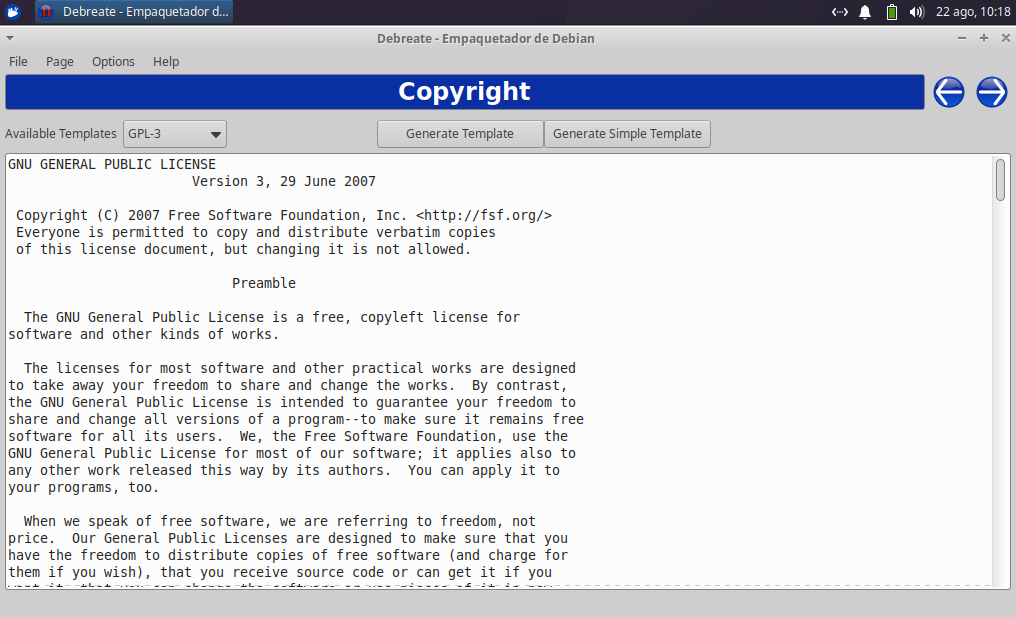 Debreate - Empaquetador d...
22 ago, 10:18
Debreate - Empaquetador de Debian
File Page Options Help
Copyright
Available Templates GPL-3 Generate Template Generate Simple Template
GNU GENERAL PUBLIC LICENSE
Version 3, 29 June 2007
Copyright (C) 2007 Free Software Foundation, Inc. <http://fsf.org/>
Everyone is permitted to copy and distribute verbatim copies
of this license document, but changing it is not allowed.
Preamble
The GNU General Public License is a free, copyleft license for
software and other kinds of works.
The licenses for most software and other practical works are designed
to take away your freedom to share and change the works.  By contrast,
the GNU General Public License is intended to guarantee your freedom to
share and change all versions of a program--to make sure it remains free
software for all its users.  We, the Free Software Foundation, use the
GNU General Public License for most of our software; it applies also to
any other work released this way by its authors.  You can apply it to
your programs, too.
When we speak of free software, we are referring to freedom, not
price.  Our General Public Licenses are designed to make sure that you
have the freedom to distribute copies of free software (and charge for
them if you wish), that you receive source code or can get it if you